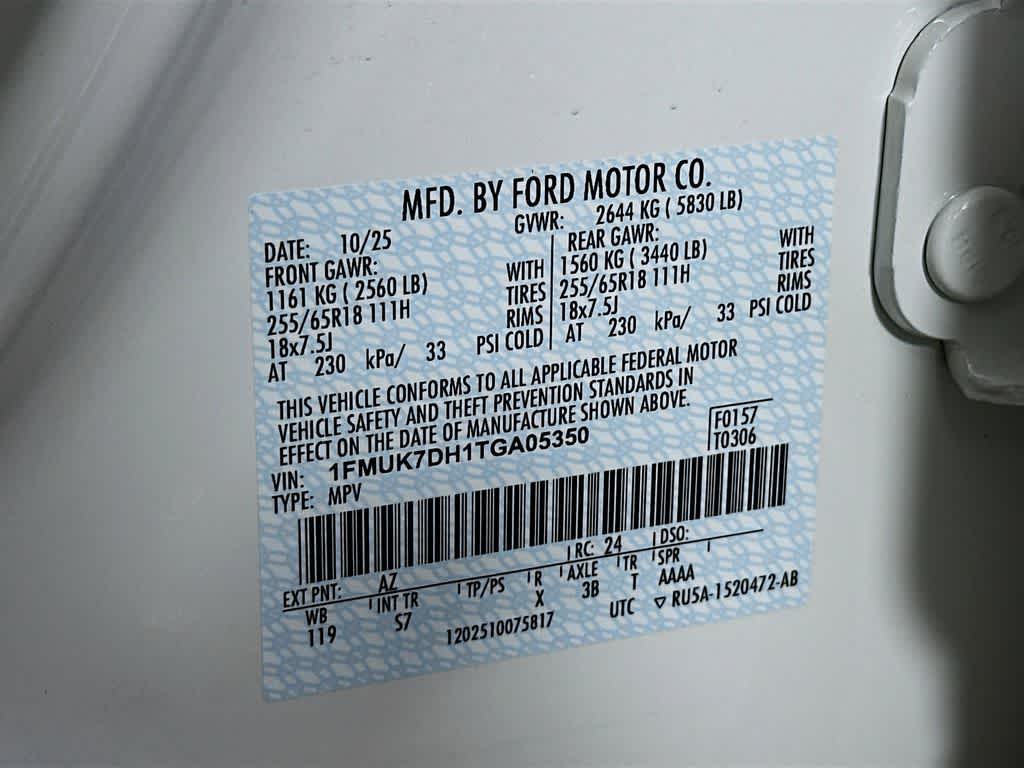 MFD. BY FORD MOTOR CO.
DATE: 10/25 GVWR: 2644 KG ( 5830 LB)
FRONT GAWR:
1161 KG ( 2560 LB) WITH
255/65R18 111H TIRES
18x7.5J RIMS
AT 230 kPa/ 33 PSI COLD
REAR GAWR:
1560 KG ( 3440 LB) WITH
255/65R18 111H TIRES
18x7.5J RIMS
AT 230 kPa/ 33 PSI COLD
THIS VEHICLE CONFORMS TO ALL APPLICABLE FEDERAL MOTOR
VEHICLE SAFETY AND THEFT PREVENTION STANDARDS IN
EFFECT ON THE DATE OF MANUFACTURE SHOWN ABOVE.
VIN: 1FMUK7DH1TGA05350
TYPE: MPV
F0157
T0306
EXT PNT: AZ RC: 24 DSO:
WB INT TR TP/PS R AXLE TR SPR
119 S7 X 3B T AAAA
1202510075817 UTC ▽ RU5A-1520472-AB